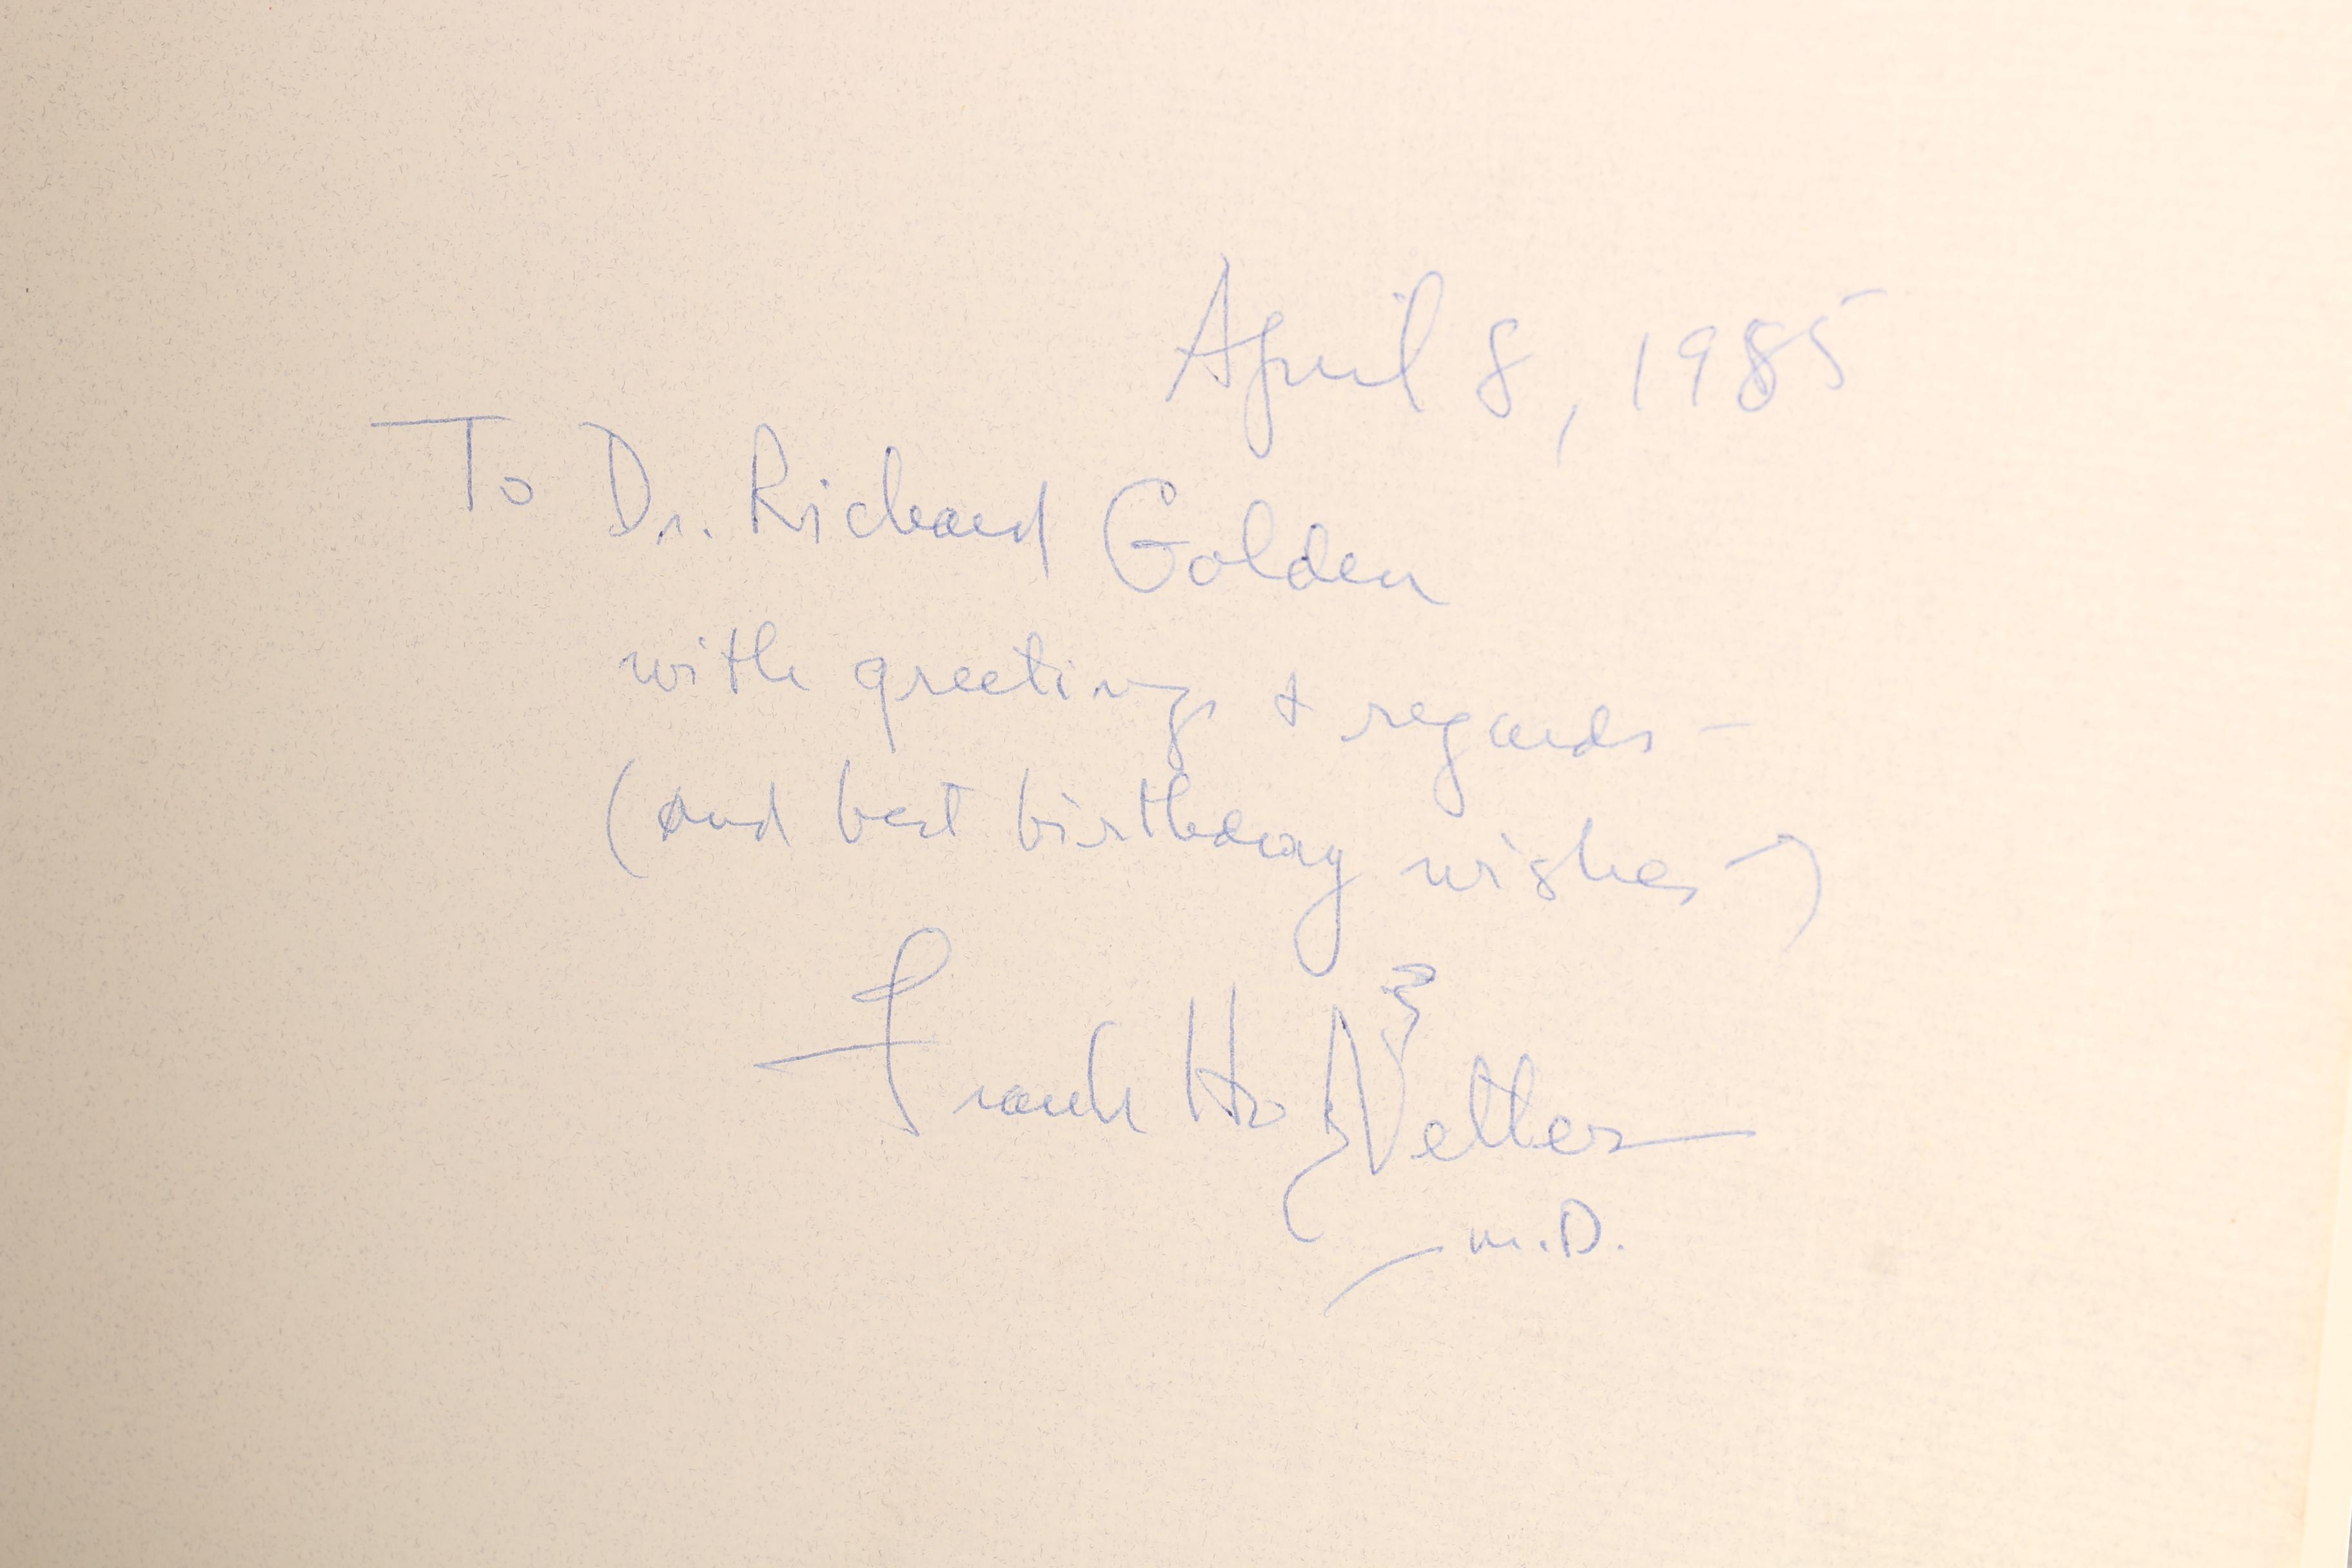 April 8, 1985
To Dr. Richard Golden
with greetings + regards –
(and best birthday wishes)
Frank H. Netter
M.D.